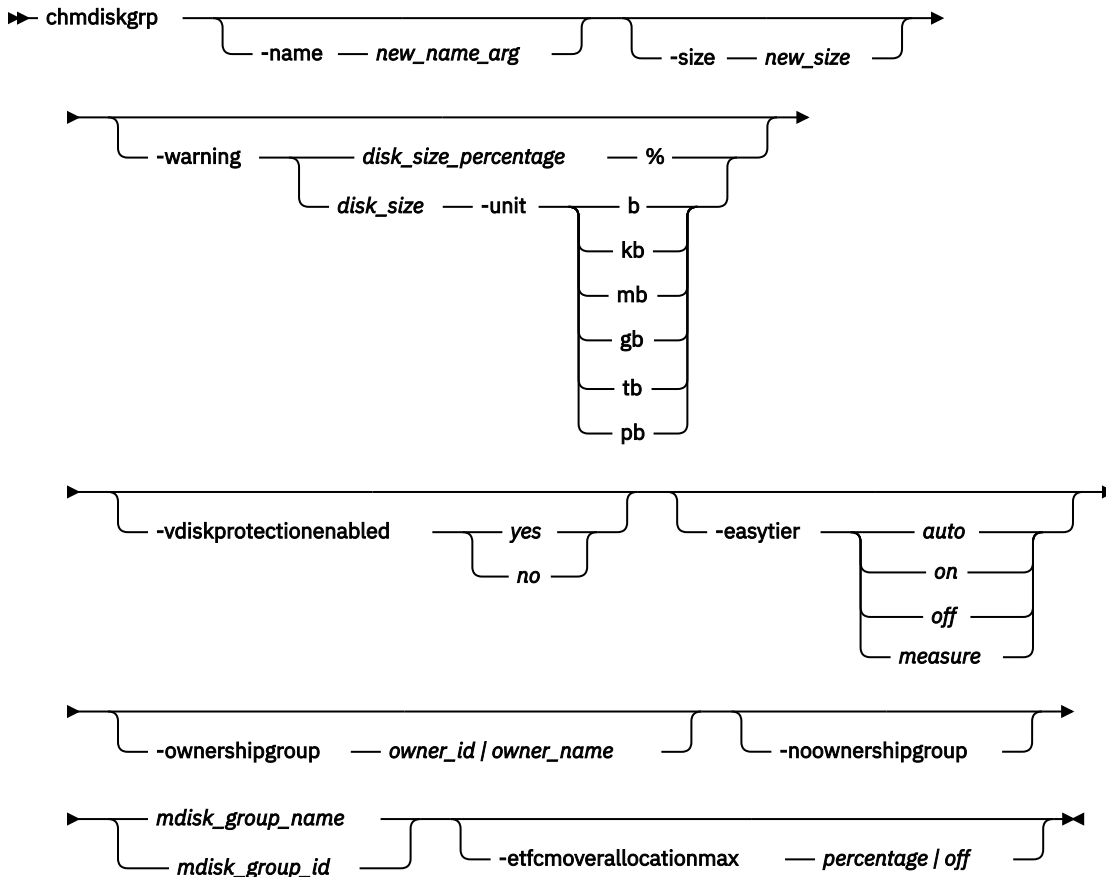 chmdiskgrp
-name new_name_arg -size new_size
-warning disk_size_percentage %
disk_size -unit b
kb
mb
gb
tb
pb
-vdiskprotectionenabled yes -easytier auto
no on
off
measure
-ownershipgroup owner_id | owner_name -noownershipgroup
mdisk_group_name
mdisk_group_id -etfcmoverallocationmax percentage | off